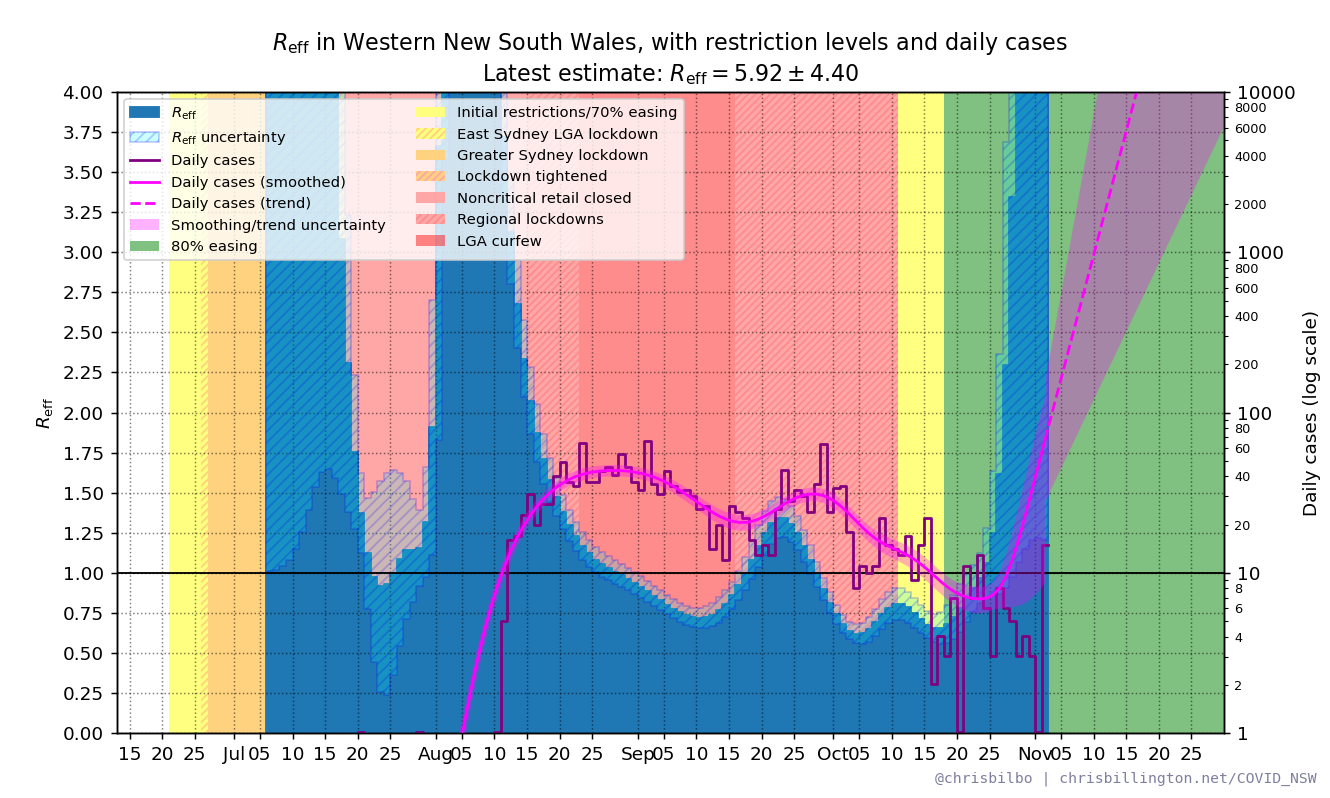 Reff in Western New South Wales, with restriction levels and daily cases
Latest estimate: Reff = 5.92 ± 4.40
Reff
Reff uncertainty
Daily cases
Daily cases (smoothed)
Daily cases (trend)
Smoothing/trend uncertainty
80% easing
Initial restrictions/70% easing
East Sydney LGA lockdown
Greater Sydney lockdown
Lockdown tightened
Noncritical retail closed
Regional lockdowns
LGA curfew
Reff
4.00
3.75
3.50
3.25
3.00
2.75
2.50
2.25
2.00
1.75
1.50
1.25
1.00
0.75
0.50
0.25
0.00
10000
8000
6000
4000
2000
1000
800
600
400
200
100
80
60
40
20
10
8
6
4
2
1
Daily cases (log scale)
15 20 25 Jul 05 10 15 20 25 Aug 05 10 15 20 25 Sep 05 10 15 20 25 Oct 05 10 15 20 25 Nov 05 10 15 20 25
@chrisbilbo | chrisbillington.net/COVID_NSW